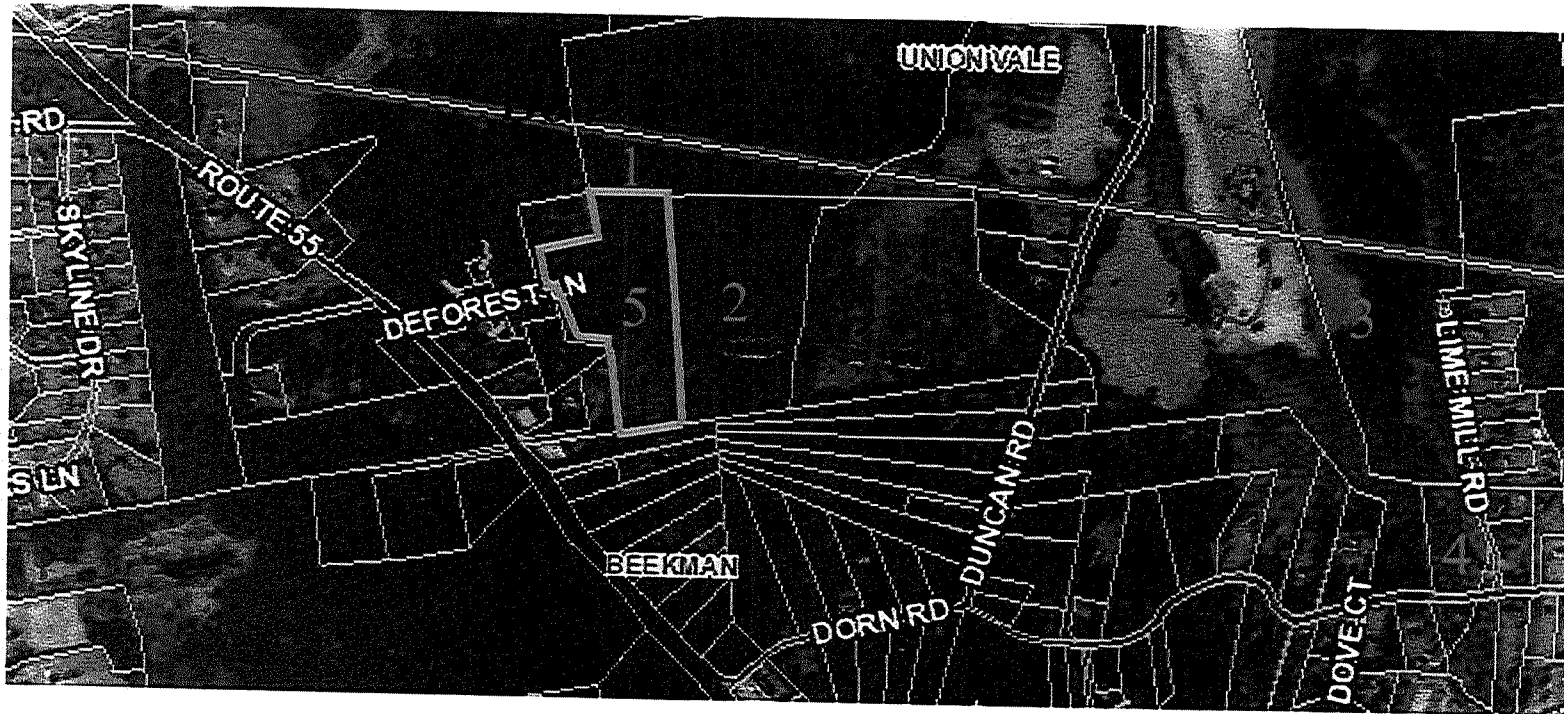 UNION VALE
RD
1
ROUTE 55
SKYLINE DR
DEFOREST LN
5
2
3
LIME MILL RD
S LN
DUNCAN RD
BEEKMAN
4
DORN RD
DOVE CT